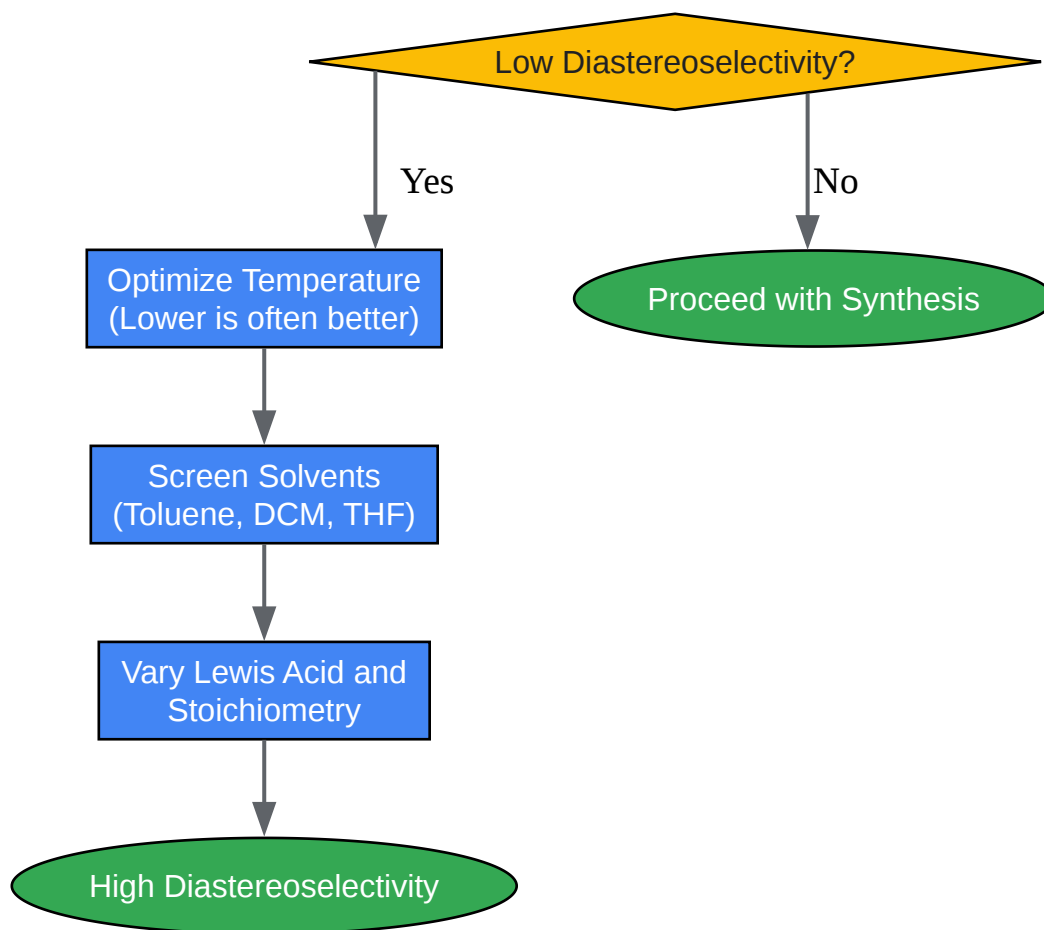 Low Diastereoselectivity?
Yes
No
Optimize Temperature
(Lower is often better)
Proceed with Synthesis
Screen Solvents
(Toluene, DCM, THF)
Vary Lewis Acid and
Stoichiometry
High Diastereoselectivity